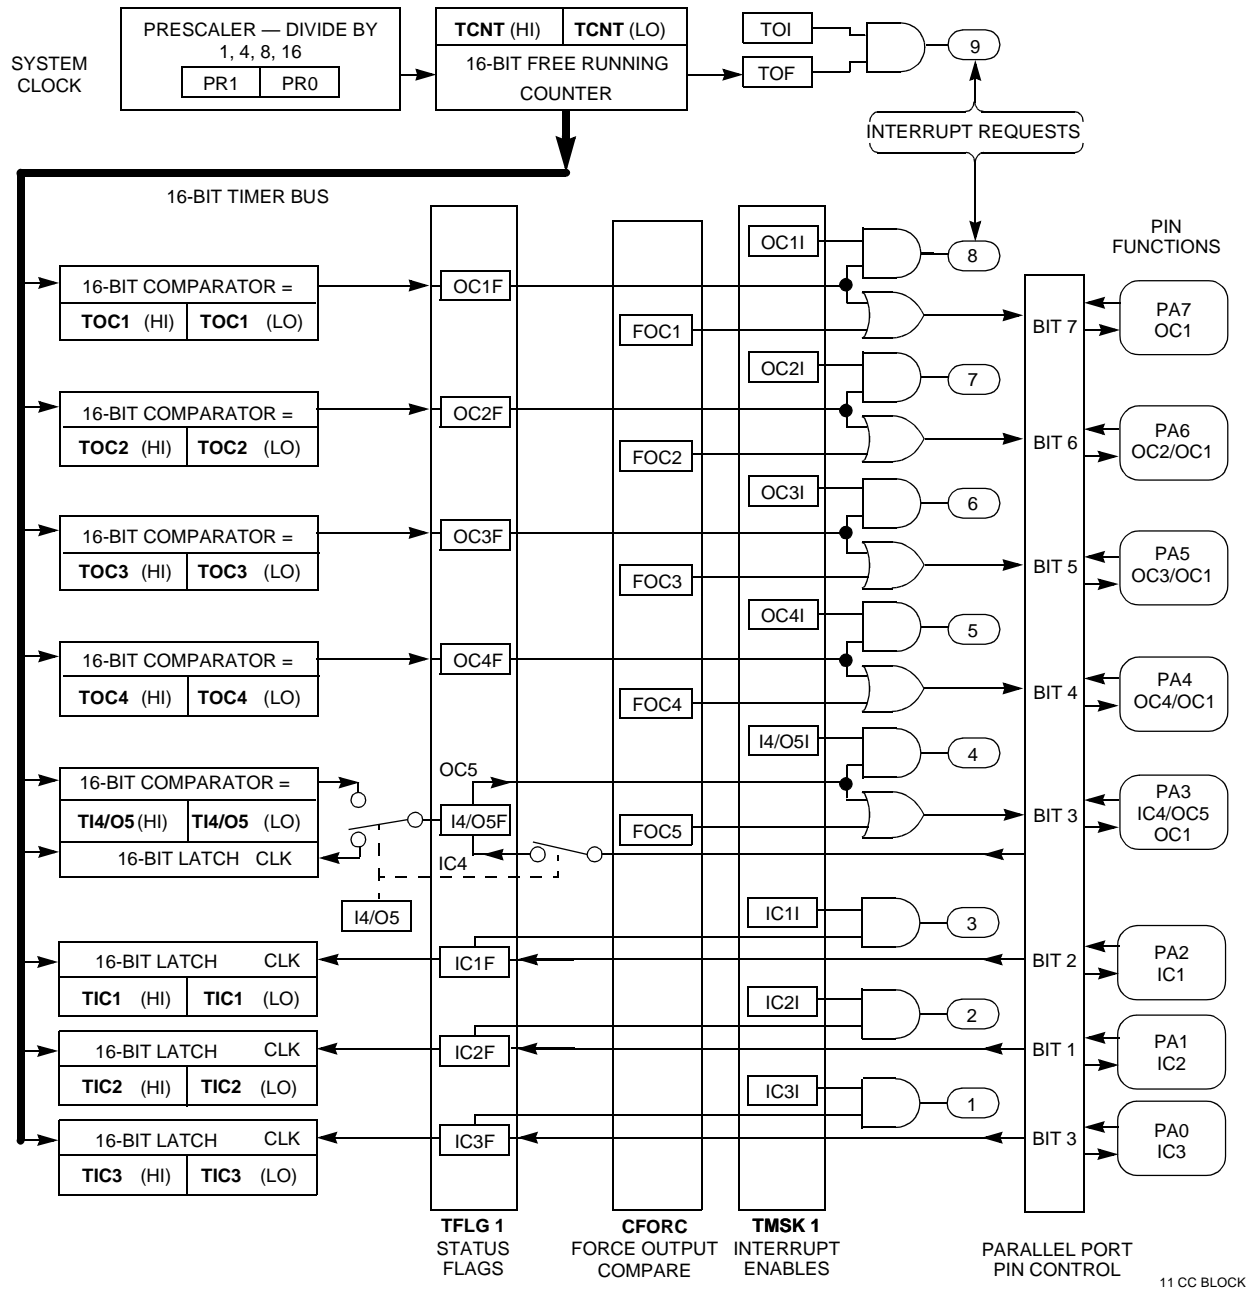 SYSTEM
CLOCK
PRESCALER — DIVIDE BY
1, 4, 8, 16
PR1 PR0
TCNT (HI) TCNT (LO)
16-BIT FREE RUNNING
COUNTER
TOI
TOF
9
INTERRUPT REQUESTS
16-BIT TIMER BUS
PIN
FUNCTIONS
OC1I
8
16-BIT COMPARATOR =
TOC1 (HI) TOC1 (LO)
OC1F
FOC1
BIT 7
PA7
OC1
OC2I
7
16-BIT COMPARATOR =
TOC2 (HI) TOC2 (LO)
OC2F
FOC2
BIT 6
PA6
OC2/OC1
OC3I
6
16-BIT COMPARATOR =
TOC3 (HI) TOC3 (LO)
OC3F
FOC3
BIT 5
PA5
OC3/OC1
OC4I
5
16-BIT COMPARATOR =
TOC4 (HI) TOC4 (LO)
OC4F
FOC4
BIT 4
PA4
OC4/OC1
I4/O5I
4
16-BIT COMPARATOR =
TI4/O5 (HI) TI4/O5 (LO)
16-BIT LATCH CLK
OC5
I4/O5F
IC4
FOC5
BIT 3
PA3
IC4/OC5
OC1
I4/O5
IC1I
3
16-BIT LATCH CLK
TIC1 (HI) TIC1 (LO)
IC1F
BIT 2
PA2
IC1
IC2I
2
16-BIT LATCH CLK
TIC2 (HI) TIC2 (LO)
IC2F
BIT 1
PA1
IC2
IC3I
1
16-BIT LATCH CLK
TIC3 (HI) TIC3 (LO)
IC3F
BIT 3
PA0
IC3
TFLG 1
STATUS
FLAGS
CFORC
FORCE OUTPUT
COMPARE
TMSK 1
INTERRUPT
ENABLES
PARALLEL PORT
PIN CONTROL
11 CC BLOCK